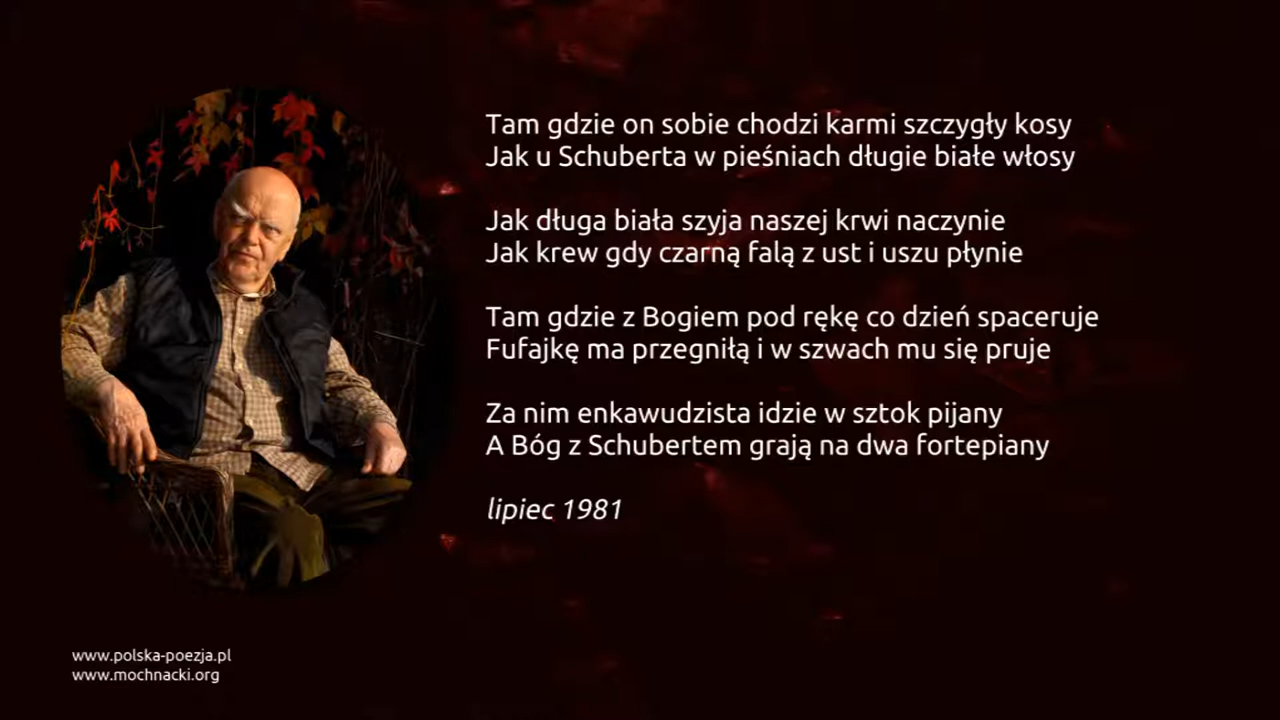 Tam gdzie on sobie chodzi karmi szczygły kosy
Jak u Schuberta w pieśniach długie białe włosy
Jak długa biała szyja naszej krwi naczynie
Jak krew gdy czarną falą z ust i uszu płynie
Tam gdzie z Bogiem pod rękę co dzień spaceruje
Fufajkę ma przegniłą i w szwach mu się pruje
Za nim enkawudzista idzie w sztok pijany
A Bóg z Schubertem grają na dwa fortepiany
lipiec 1981
www.polska-poezja.pl
www.mochnacki.org